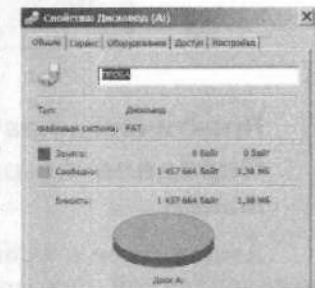 Свойства: Дисковод (A:)
Общие Сервис Оборудование Доступ Настройка
ПРОБА
Тип: Дисковод
Файловая система: FAT
Занято: 0 байт 0 байт
Свободно: 1 457 664 байт 1,38 МБ
Емкость: 1 457 664 байт 1,38 МБ
Диск A: